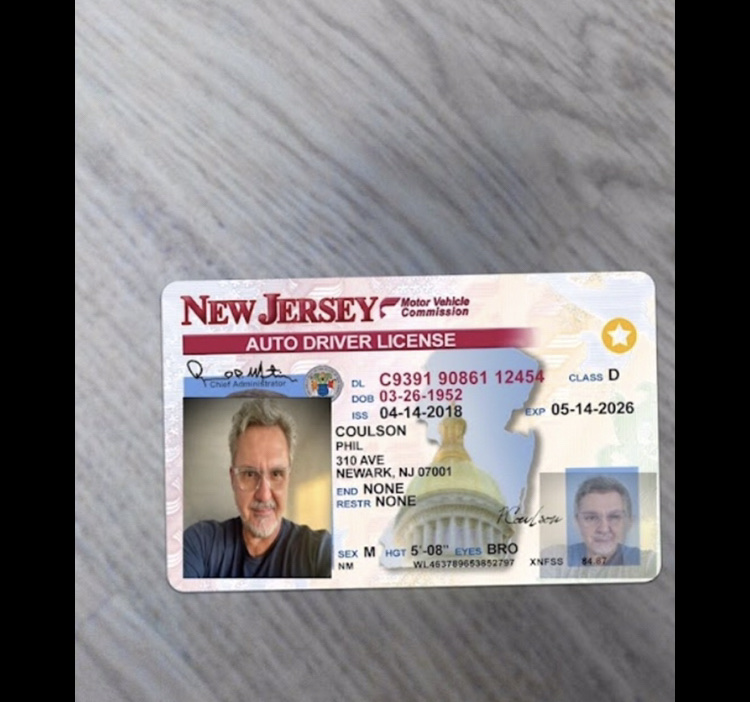 NEW JERSEY Motor Vehicle Commission
AUTO DRIVER LICENSE
Chief Administrator
DL C9391 90861 12454 CLASS D
DOB 03-26-1952
ISS 04-14-2018 EXP 05-14-2026
COULSON
PHIL
310 AVE
NEWARK, NJ 07001
END NONE
RESTR NONE
Coulson
SEX M HGT 5'-08" EYES BRO
NM WL463789653852797 XNFSS